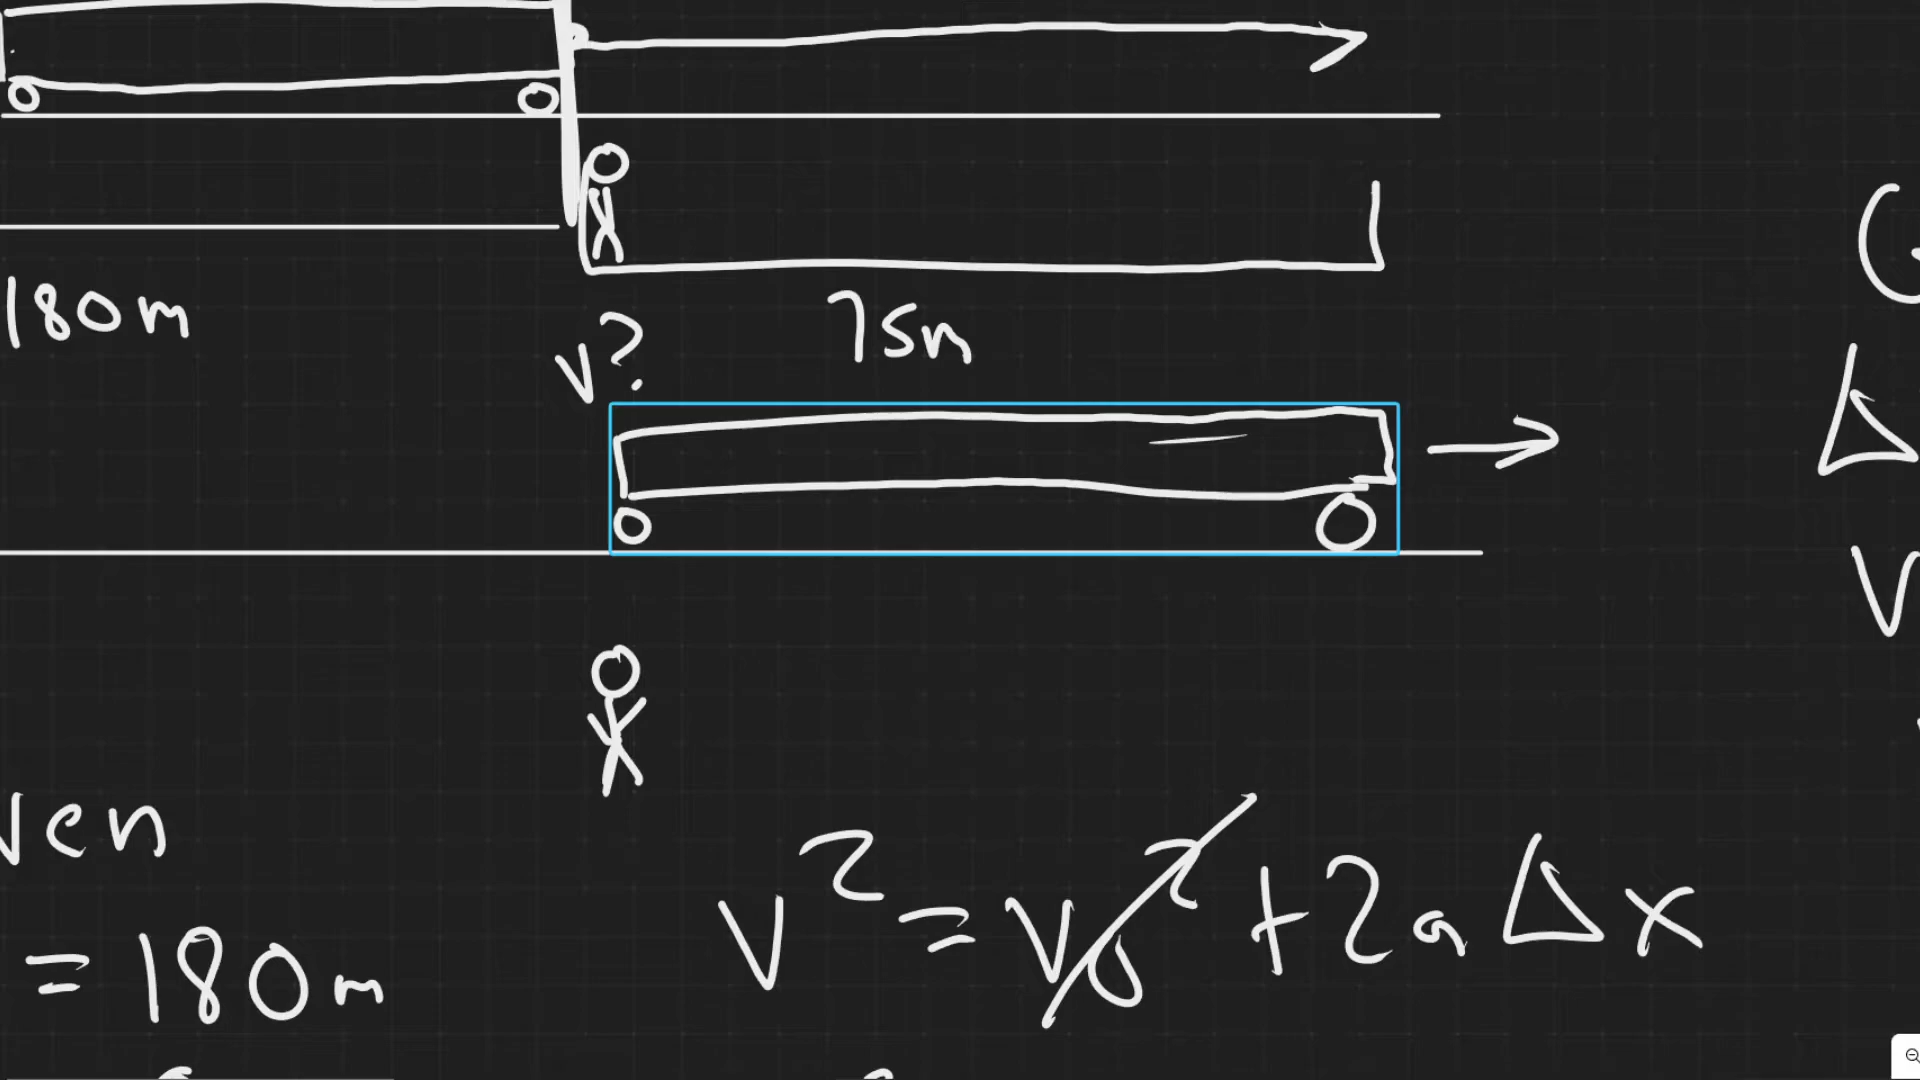 180m
75m
v?
ven
v² = v₀² + 2aΔx
= 180m
Δ
V